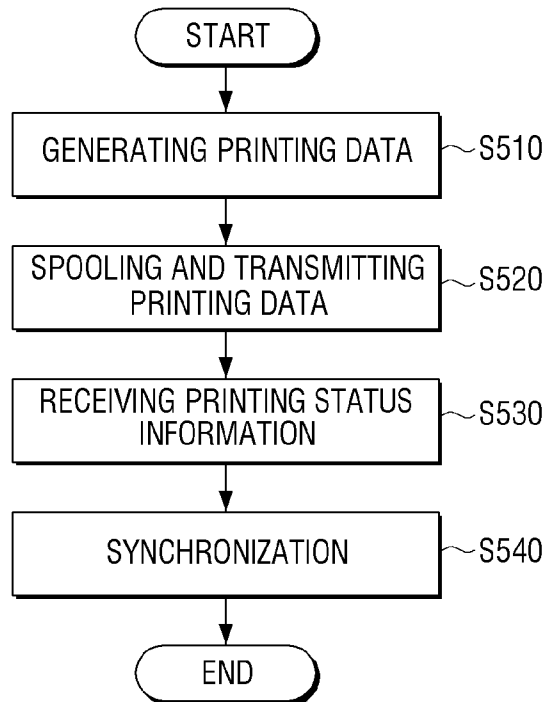 START
GENERATING PRINTING DATA
S510
SPOOLING AND TRANSMITTING
PRINTING DATA
S520
RECEIVING PRINTING STATUS
INFORMATION
S530
SYNCHRONIZATION
S540
END